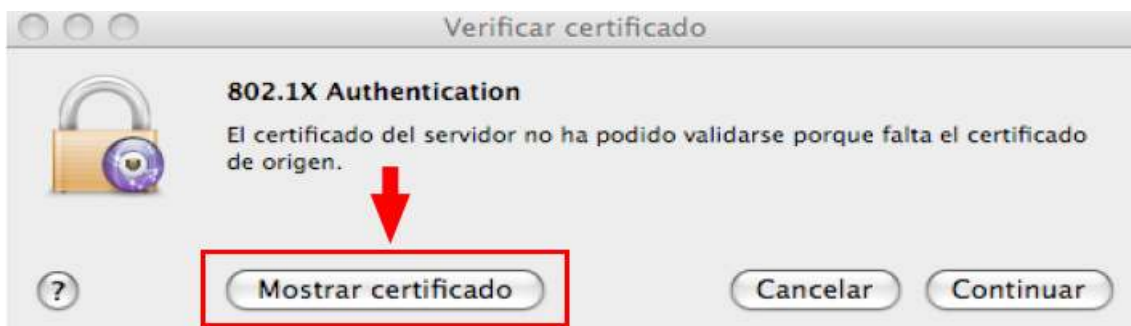 Verificar certificado
802.1X Authentication
El certificado del servidor no ha podido validarse porque falta el certificado
de origen.
? Mostrar certificado Cancelar Continuar